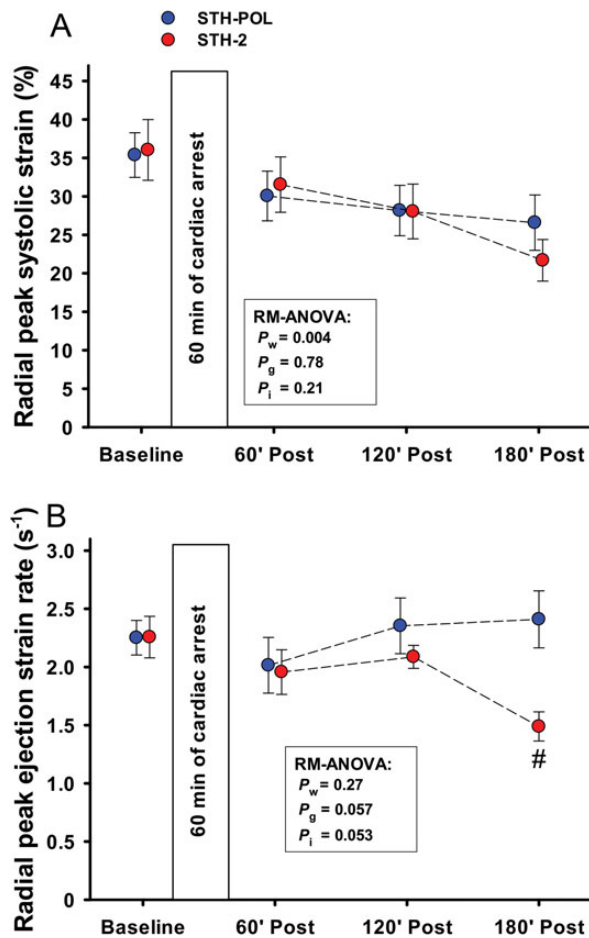 A
STH-POL
STH-2
Radial peak systolic strain (%)
45
40
35
30
25
20
15
10
5
0
60 min of cardiac arrest
RM-ANOVA:
Pw = 0.004
Pg = 0.78
Pi = 0.21
Baseline
60' Post
120' Post
180' Post
B
Radial peak ejection strain rate (s-1)
3.0
2.5
2.0
1.5
1.0
0.5
0
60 min of cardiac arrest
#
RM-ANOVA:
Pw = 0.27
Pg = 0.057
Pi = 0.053
Baseline
60' Post
120' Post
180' Post